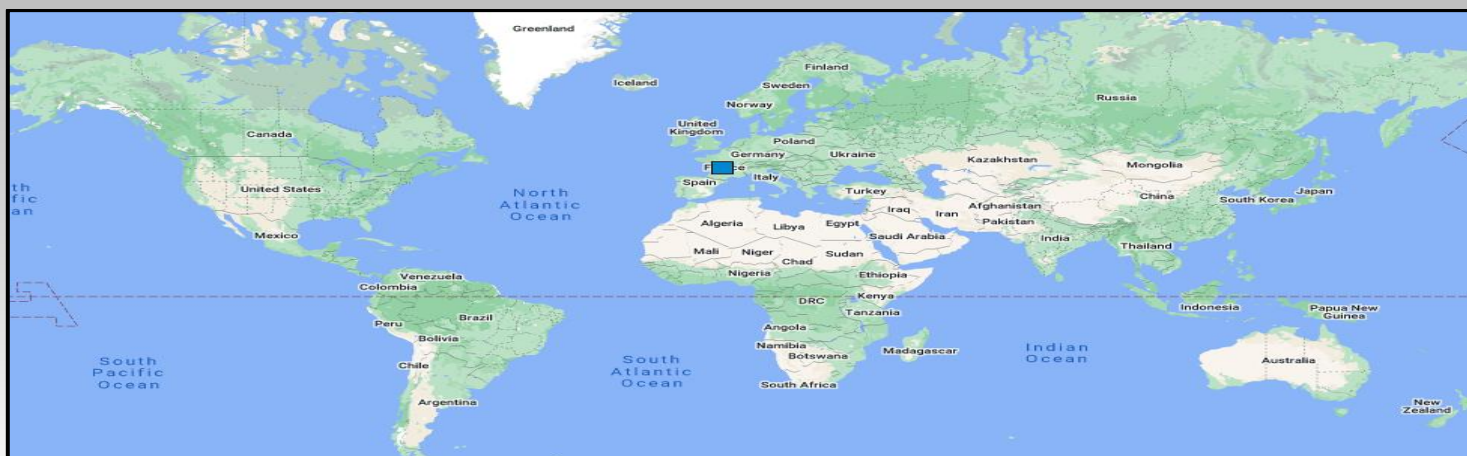 Greenland
Iceland
Finland
Sweden
Norway
Russia
United
Kingdom
Canada
Poland
Germany
Ukraine
Kazakhstan
Mongolia
Italy
Spain
United States
North
Atlantic
Ocean
Turkey
Japan
China
South Korea
Afghanistan
Iraq
Iran
Pakistan
Algeria
Libya
Egypt
Saudi Arabia
Mexico
India
Thailand
Mali
Niger
Chad
Sudan
Nigeria
Ethiopia
Venezuela
Colombia
DRC
Kenya
Tanzania
Indonesia
Papua New
Guinea
Peru
Brazil
Bolivia
Angola
Namibia
Botswana
Madagascar
Indian
Ocean
South
Pacific
Ocean
Chile
South
Atlantic
Ocean
Australia
South Africa
Argentina
New
Zealand